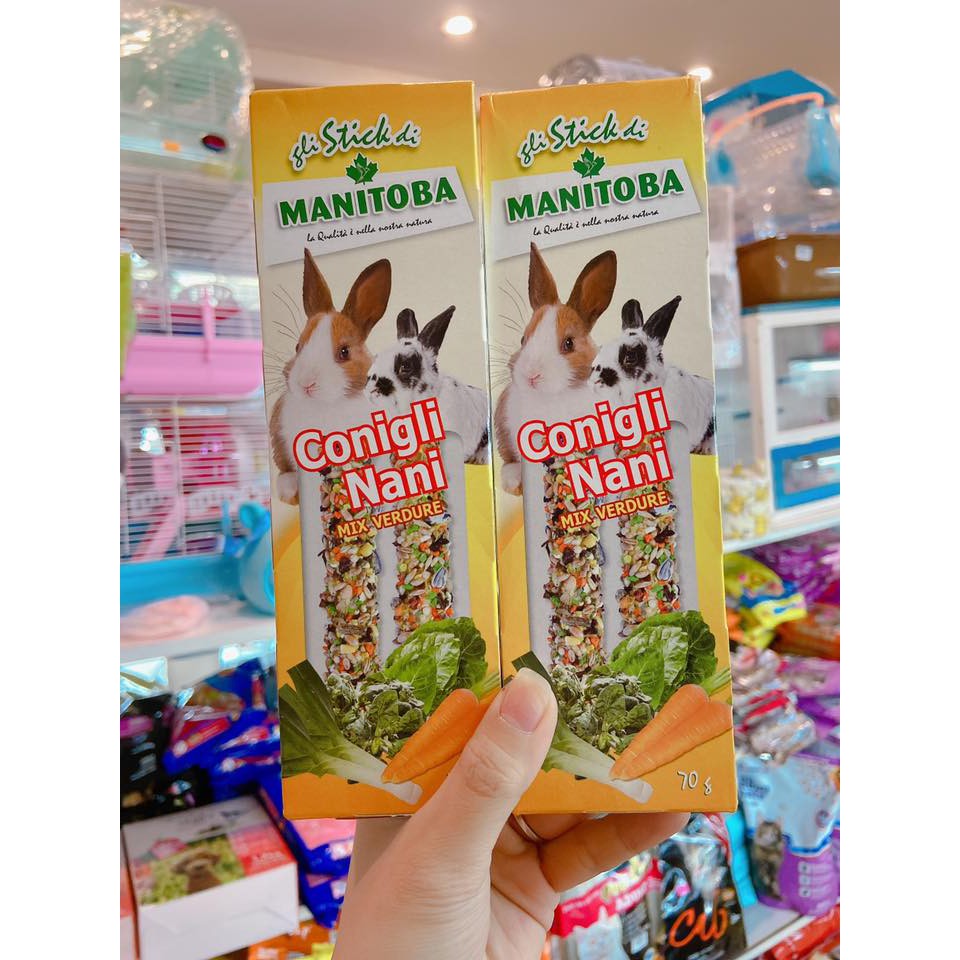 gli Stick di
MANITOBA
la Qualità è nella nostra natura
Conigli
Nani
MIX VERDURE
gli Stick di
MANITOBA
la Qualità è nella nostra natura
Conigli
Nani
MIX VERDURE
70 g